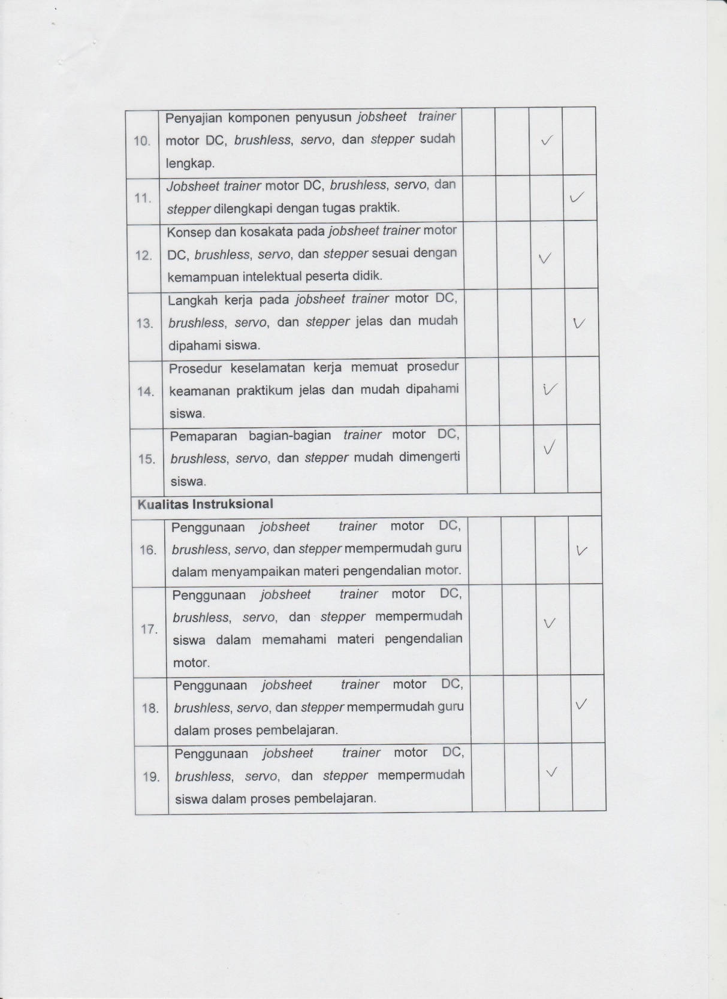 Penyajian komponen penyusun jobsheet trainer
10. motor DC, brushless, servo, dan stepper sudah ✓
lengkap.
Jobsheet trainer motor DC, brushless, servo, dan
11. stepper dilengkapi dengan tugas praktik. ✓
Konsep dan kosakata pada jobsheet trainer motor
12. DC, brushless, servo, dan stepper sesuai dengan ✓
kemampuan intelektual peserta didik.
Langkah kerja pada jobsheet trainer motor DC,
13. brushless, servo, dan stepper jelas dan mudah ✓
dipahami siswa.
Prosedur keselamatan kerja memuat prosedur
14. keamanan praktikum jelas dan mudah dipahami ✓
siswa.
Pemaparan bagian-bagian trainer motor DC,
15. brushless, servo, dan stepper mudah dimengerti ✓
siswa.
Kualitas Instruksional
Penggunaan jobsheet trainer motor DC,
16. brushless, servo, dan stepper mempermudah guru ✓
dalam menyampaikan materi pengendalian motor.
Penggunaan jobsheet trainer motor DC,
brushless, servo, dan stepper mempermudah
17. siswa dalam memahami materi pengendalian ✓
motor.
Penggunaan jobsheet trainer motor DC,
18. brushless, servo, dan stepper mempermudah guru ✓
dalam proses pembelajaran.
Penggunaan jobsheet trainer motor DC,
19. brushless, servo, dan stepper mempermudah ✓
siswa dalam proses pembelajaran.